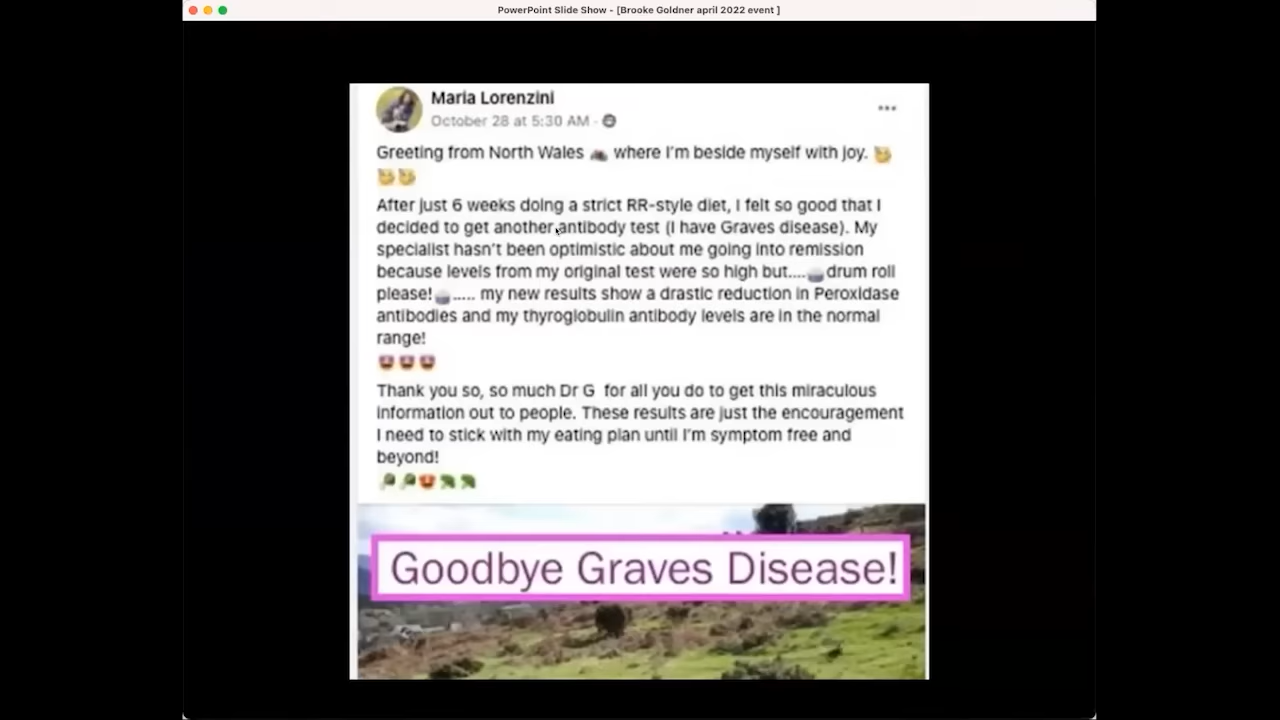 PowerPoint Slide Show - [Brooke Goldner april 2022 event ]
Maria Lorenzini
October 28 at 5:30 AM ·
Greeting from North Wales where I'm beside myself with joy.
After just 6 weeks doing a strict RR-style diet, I felt so good that I
decided to get another antibody test (I have Graves disease). My
specialist hasn't been optimistic about me going into remission
because levels from my original test were so high but.... drum roll
please! ..... my new results show a drastic reduction in Peroxidase
antibodies and my thyroglobulin antibody levels are in the normal
range!
Thank you so, so much Dr G for all you do to get this miraculous
information out to people. These results are just the encouragement
I need to stick with my eating plan until I'm symptom free and
beyond!
Goodbye Graves Disease!